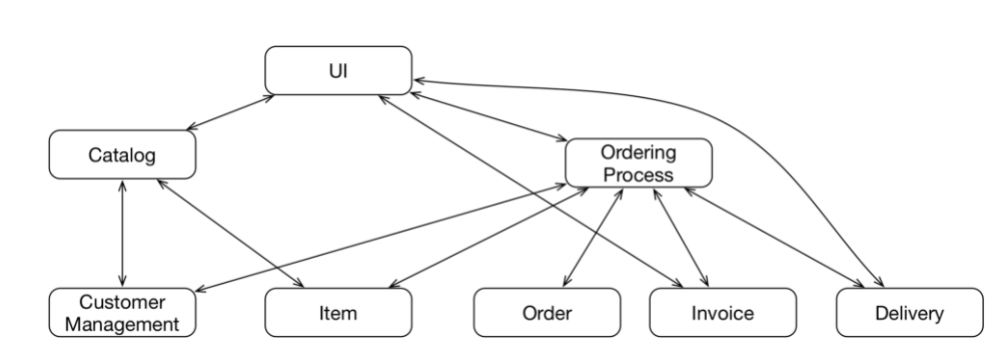 UI
Catalog
Ordering
Process
Customer
Management
Item
Order
Invoice
Delivery